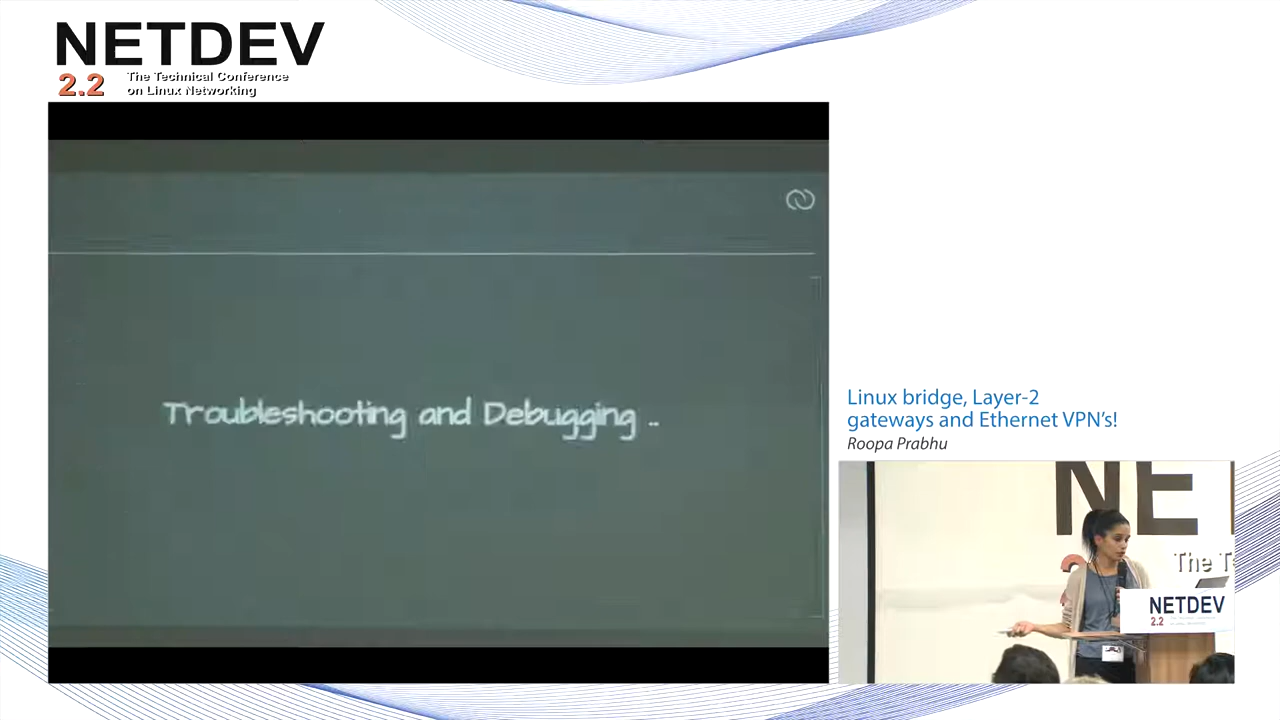 NETDEV
2.2
The Technical Conference
on Linux Networking
Troubleshooting and Debugging ..
Linux bridge, Layer-2
gateways and Ethernet VPN's!
Roopa Prabhu
NE
The Te
NETDEV
2.2